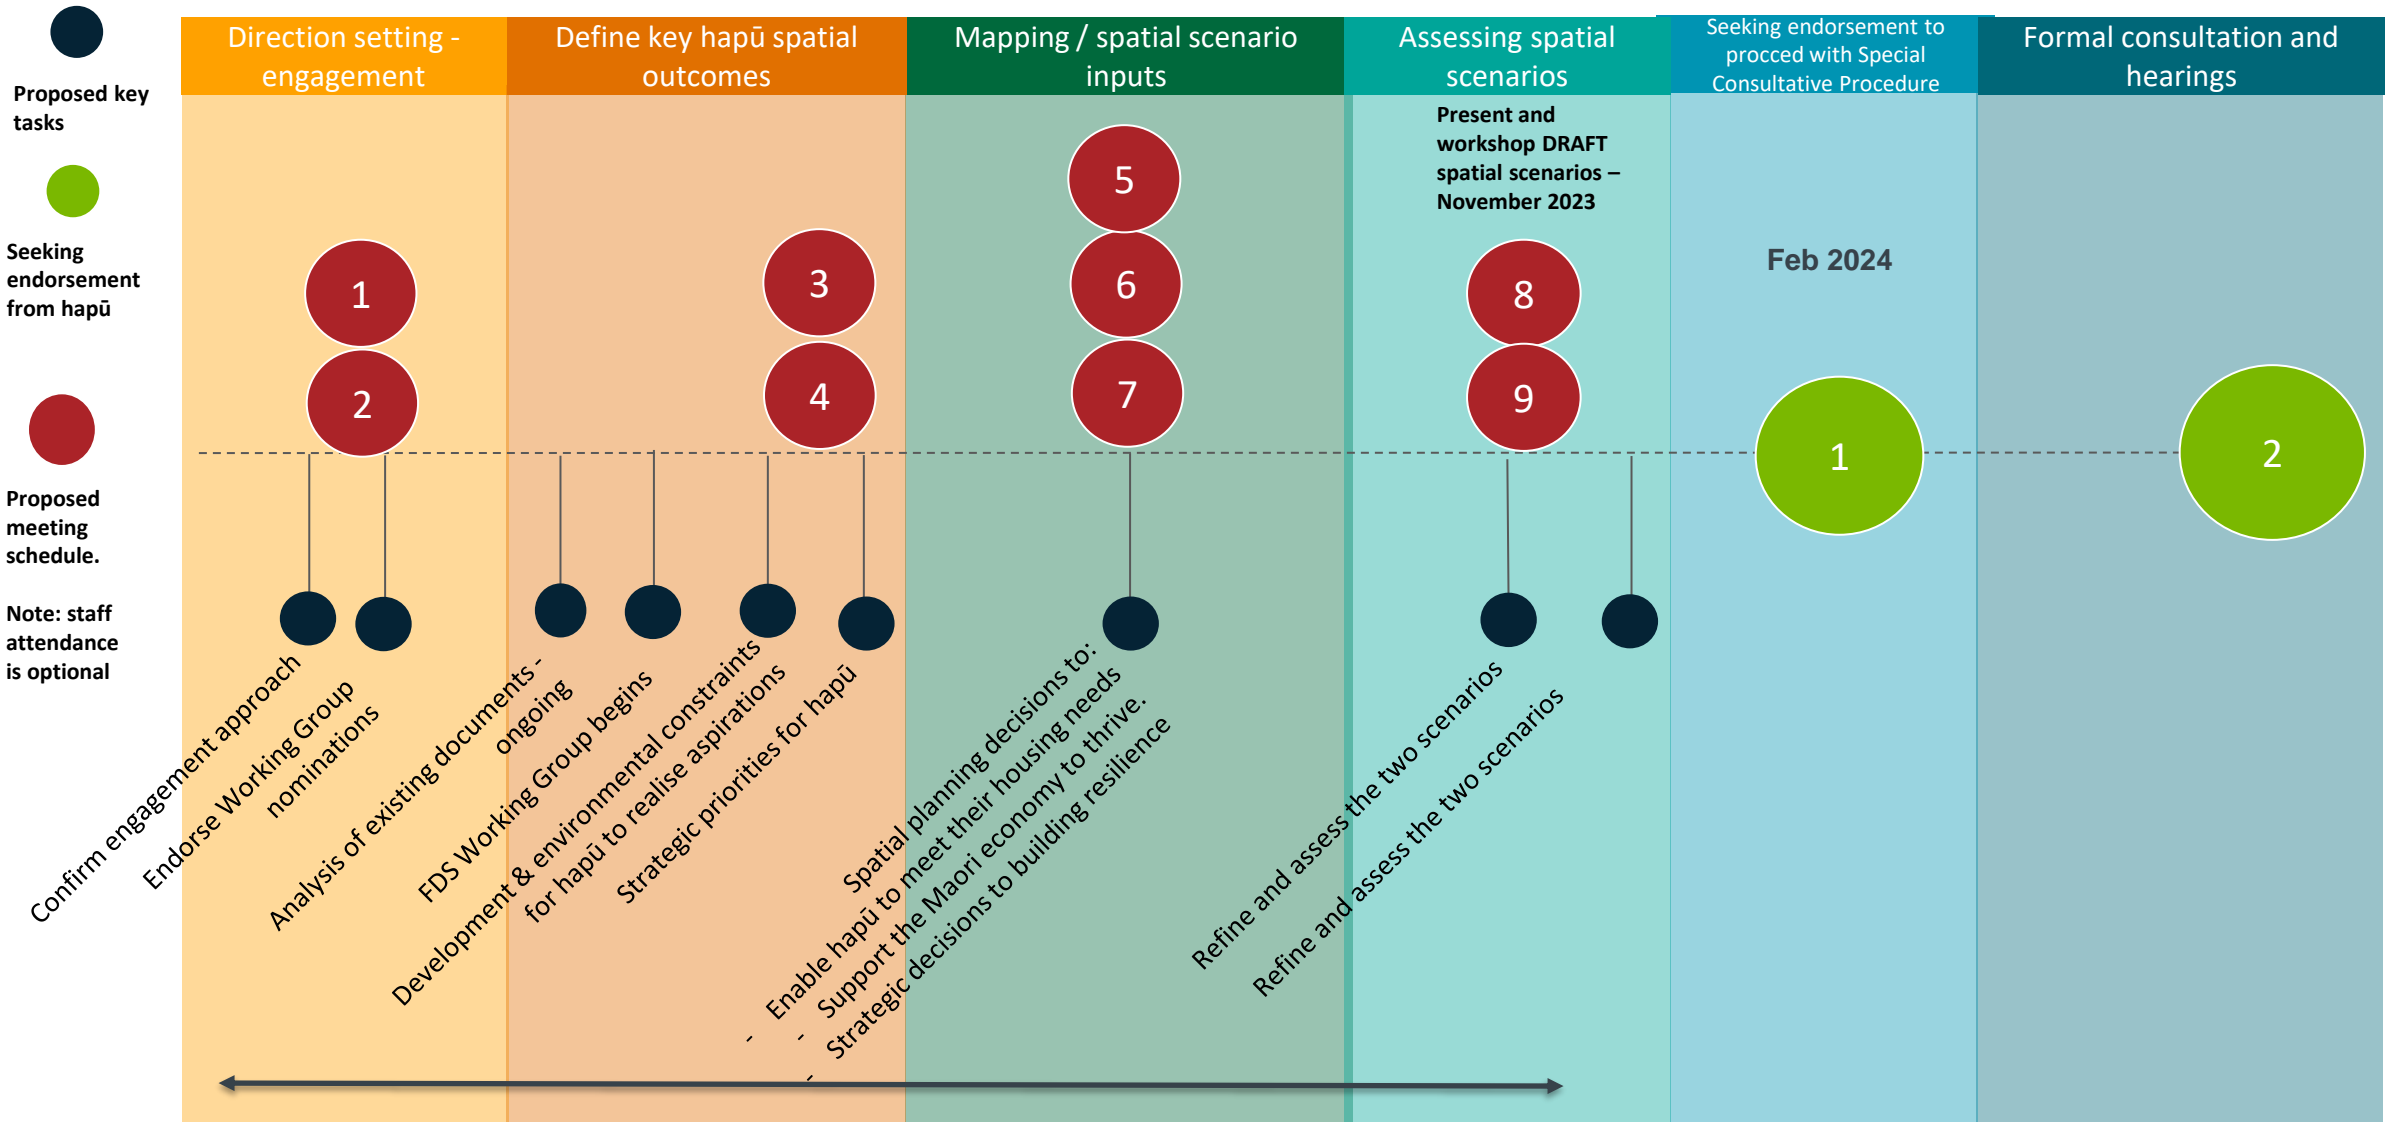 Proposed key
tasks
Seeking
endorsement
from hapū
Proposed
meeting
schedule.
Note: staff
attendance
is optional
Direction setting -
engagement
Define key hapū spatial
outcomes
Mapping / spatial scenario
inputs
Assessing spatial
scenarios
Seeking endorsement to
procced with Special
Consultative Procedure
Formal consultation and
hearings
Present and
workshop DRAFT
spatial scenarios –
November 2023
Feb 2024
1
2
3
4
5
6
7
8
9
1
2
Confirm engagement approach
Endorse Working Group
nominations
Analysis of existing documents -
ongoing
FDS Working Group begins
Development & environmental constraints
for hapū to realise aspirations
Strategic priorities for hapū
Spatial planning decisions to:
- Enable hapū to meet their housing needs
- Support the Maori economy to thrive.
- Strategic decisions to building resilience
Refine and assess the two scenarios
Refine and assess the two scenarios